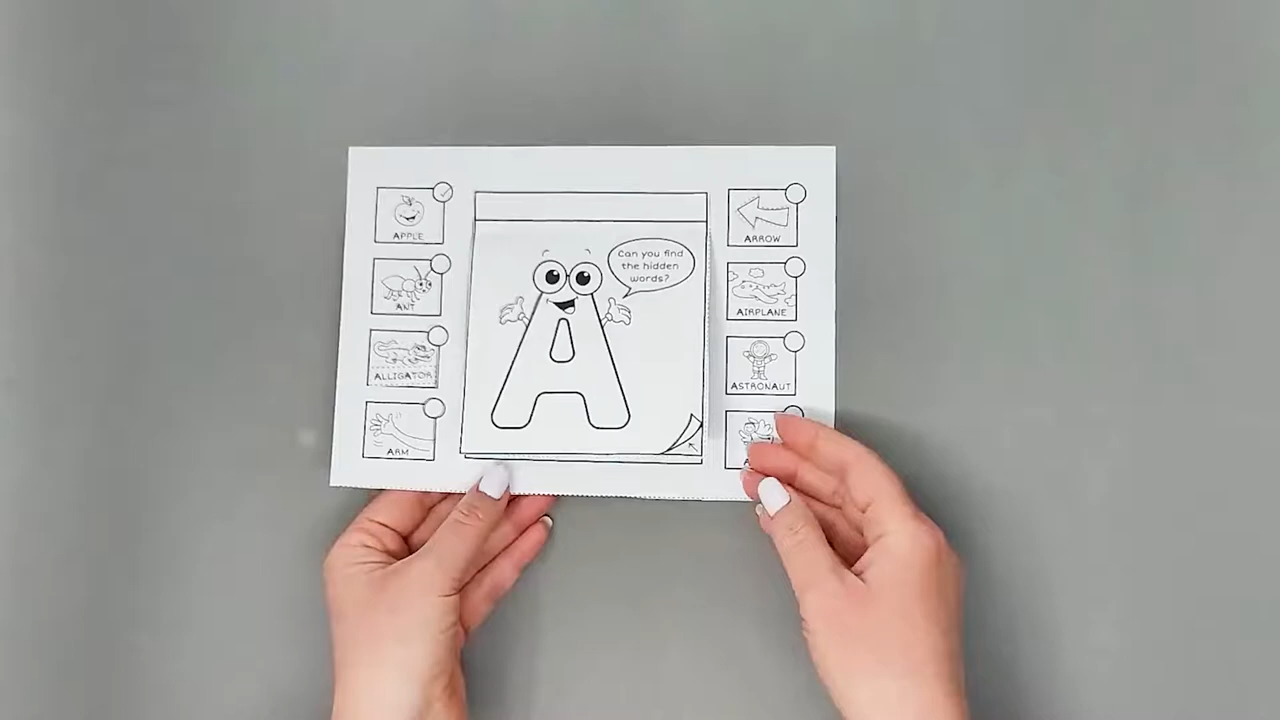 APPLE
ANT
ALLIGATOR
ARM
Can you find
the hidden
words?
ARROW
AIRPLANE
ASTRONAUT